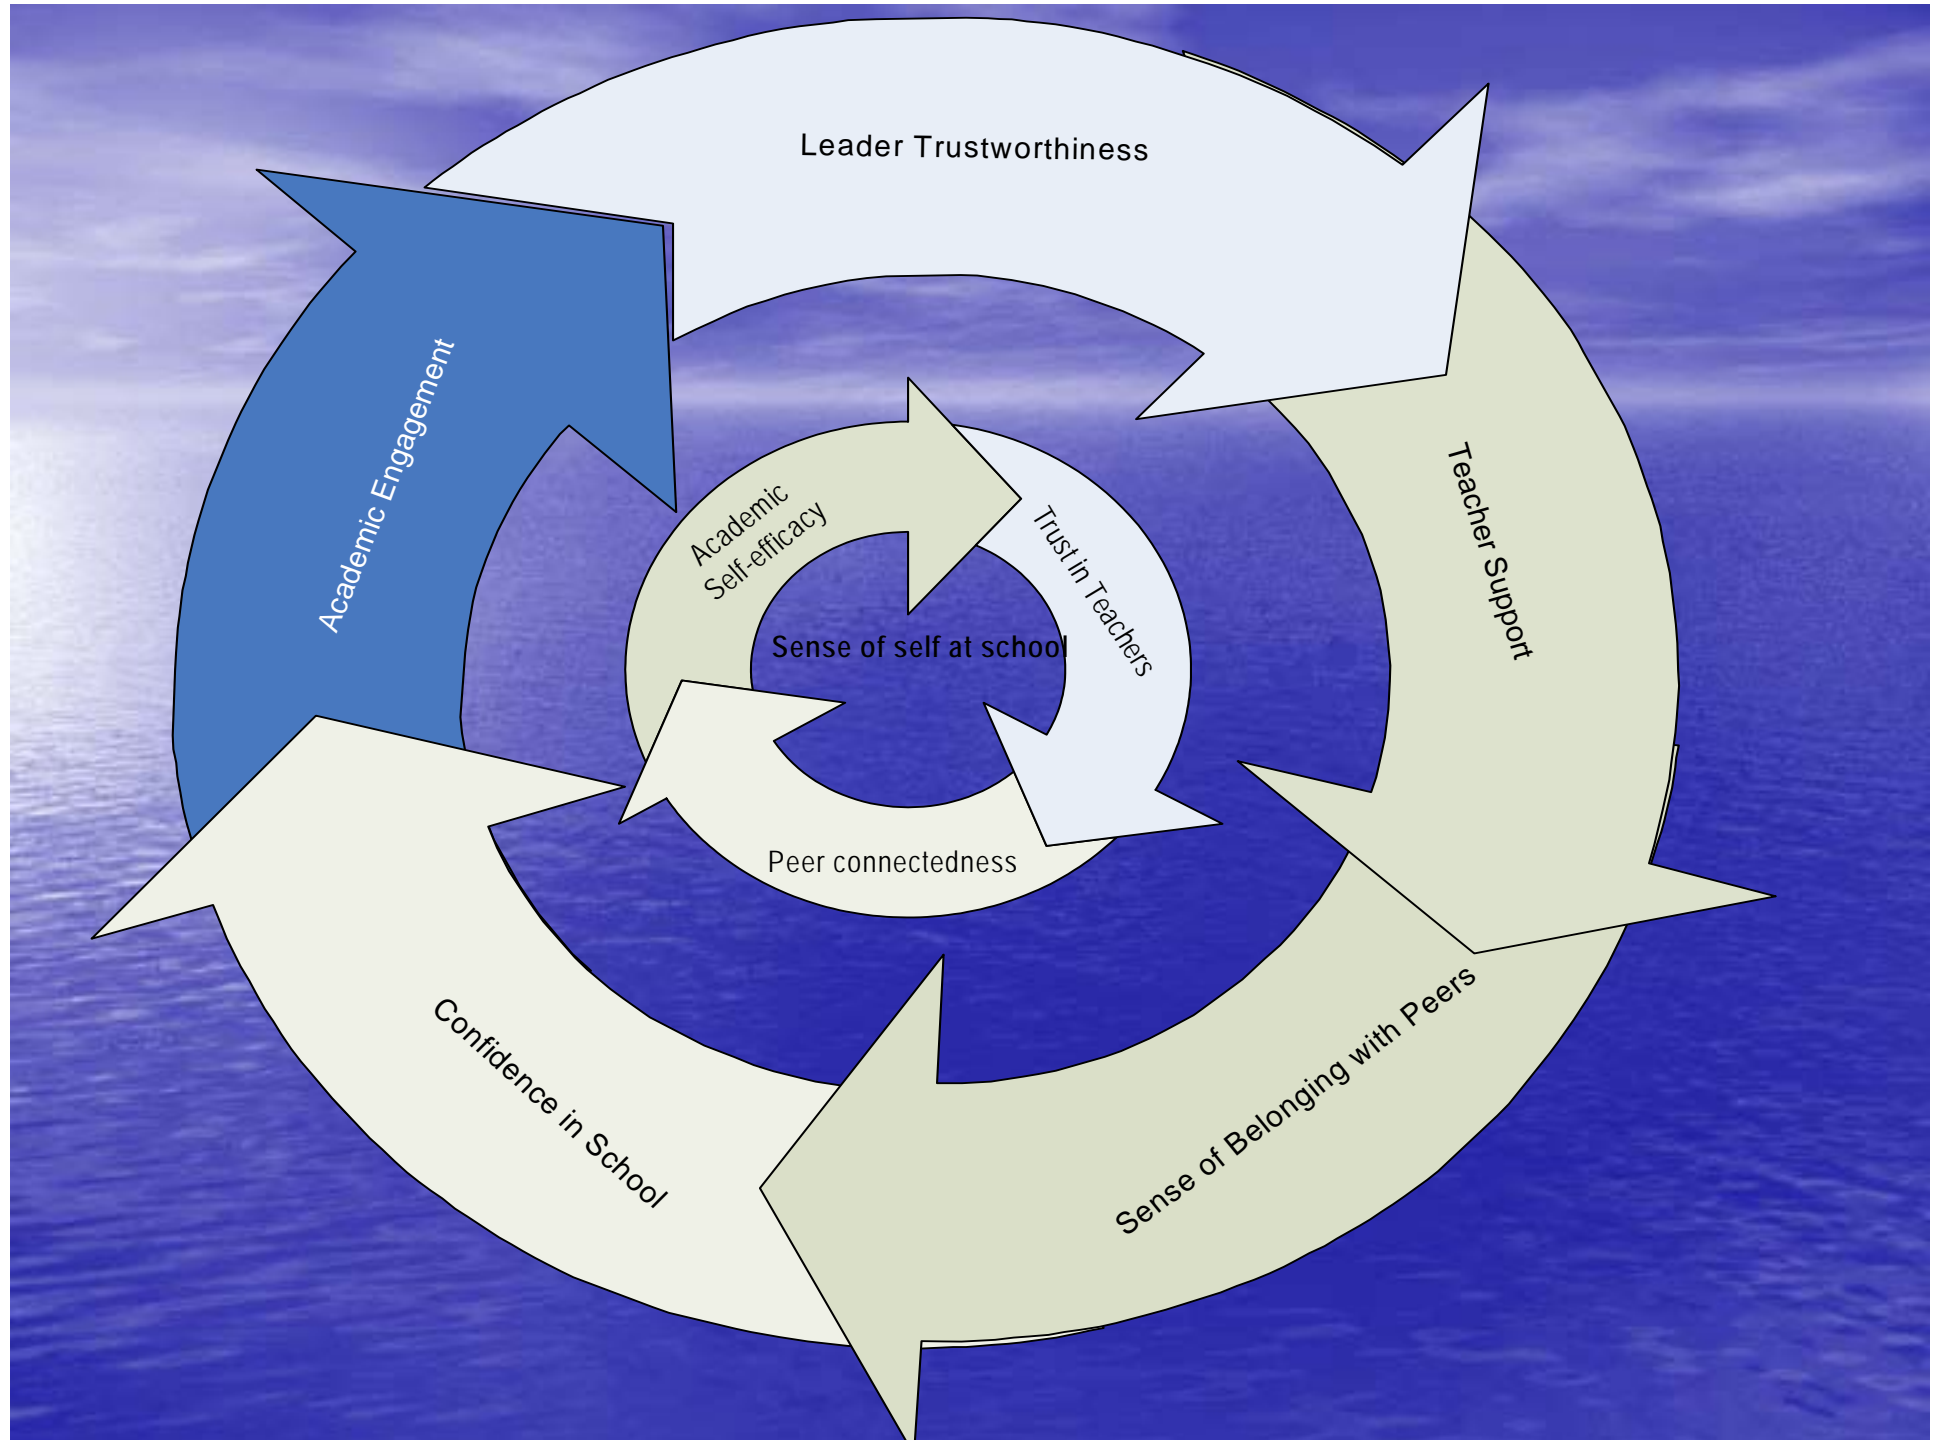 Leader Trustworthiness
Teacher Support
Sense of Belonging with Peers
Confidence in School
Academic Engagement
Academic
Self-efficacy
Trust in Teachers
Peer connectedness
Sense of self at school